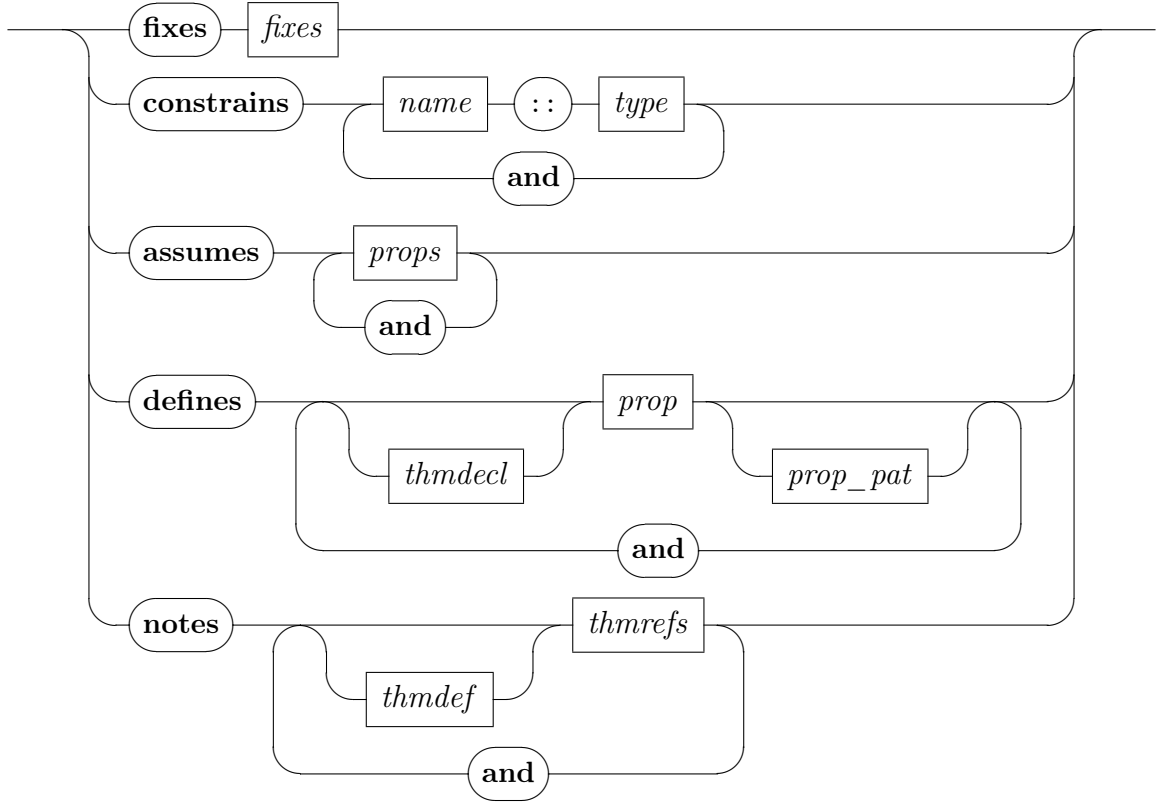 fixes fixes
constrains name :: type
and
assumes props
and
defines prop
thmdecl prop_pat
and
notes thmrefs
thmdef
and